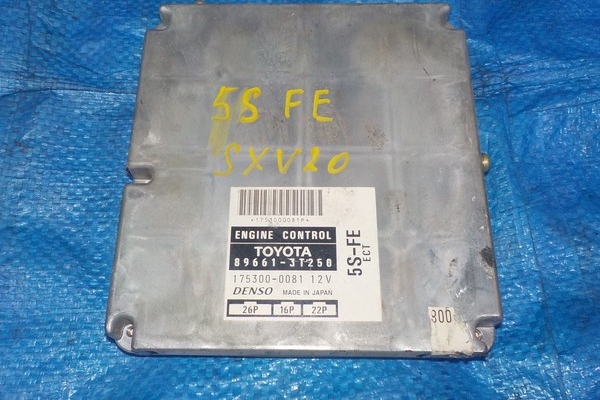 5S FE
SXV20
*1753000081P*
ENGINE CONTROL
TOYOTA
89661-3T250
175300-0081 12V
DENSO MADE IN JAPAN
26P 16P 22P
5S-FE
ECT
300